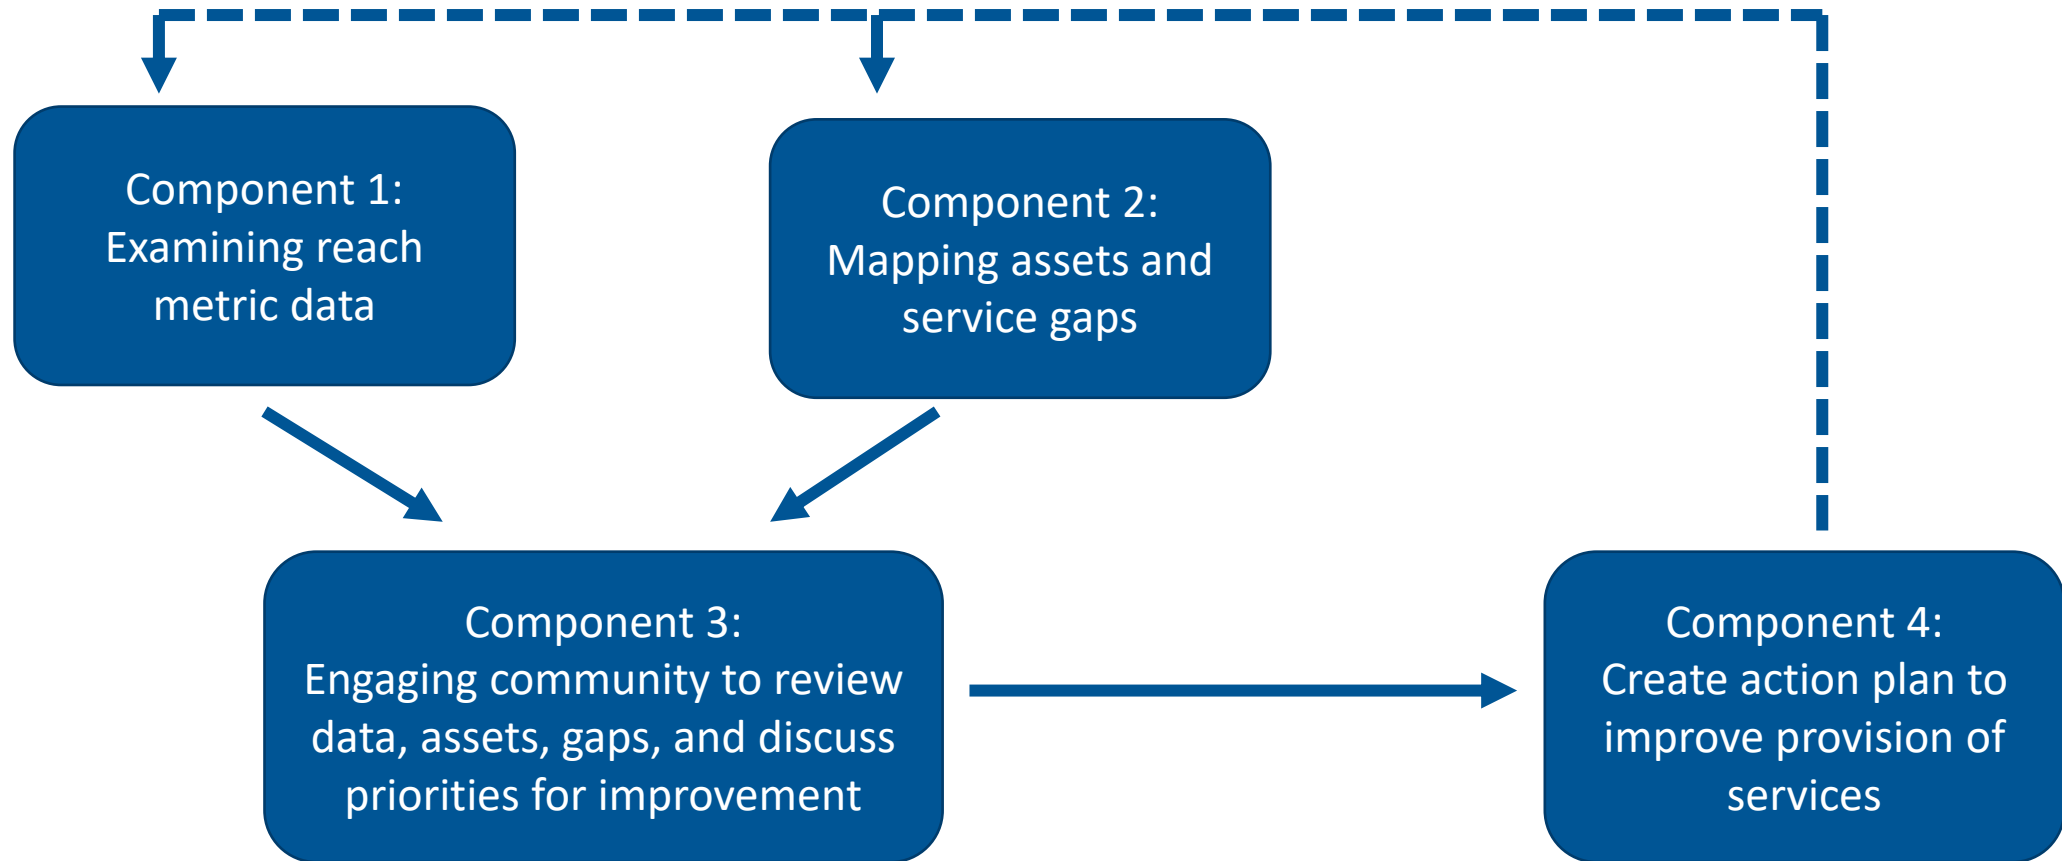 Component 1:
Examining reach
metric data
Component 2:
Mapping assets and
service gaps
Component 3:
Engaging community to review
data, assets, gaps, and discuss
priorities for improvement
Component 4:
Create action plan to
improve provision of
services